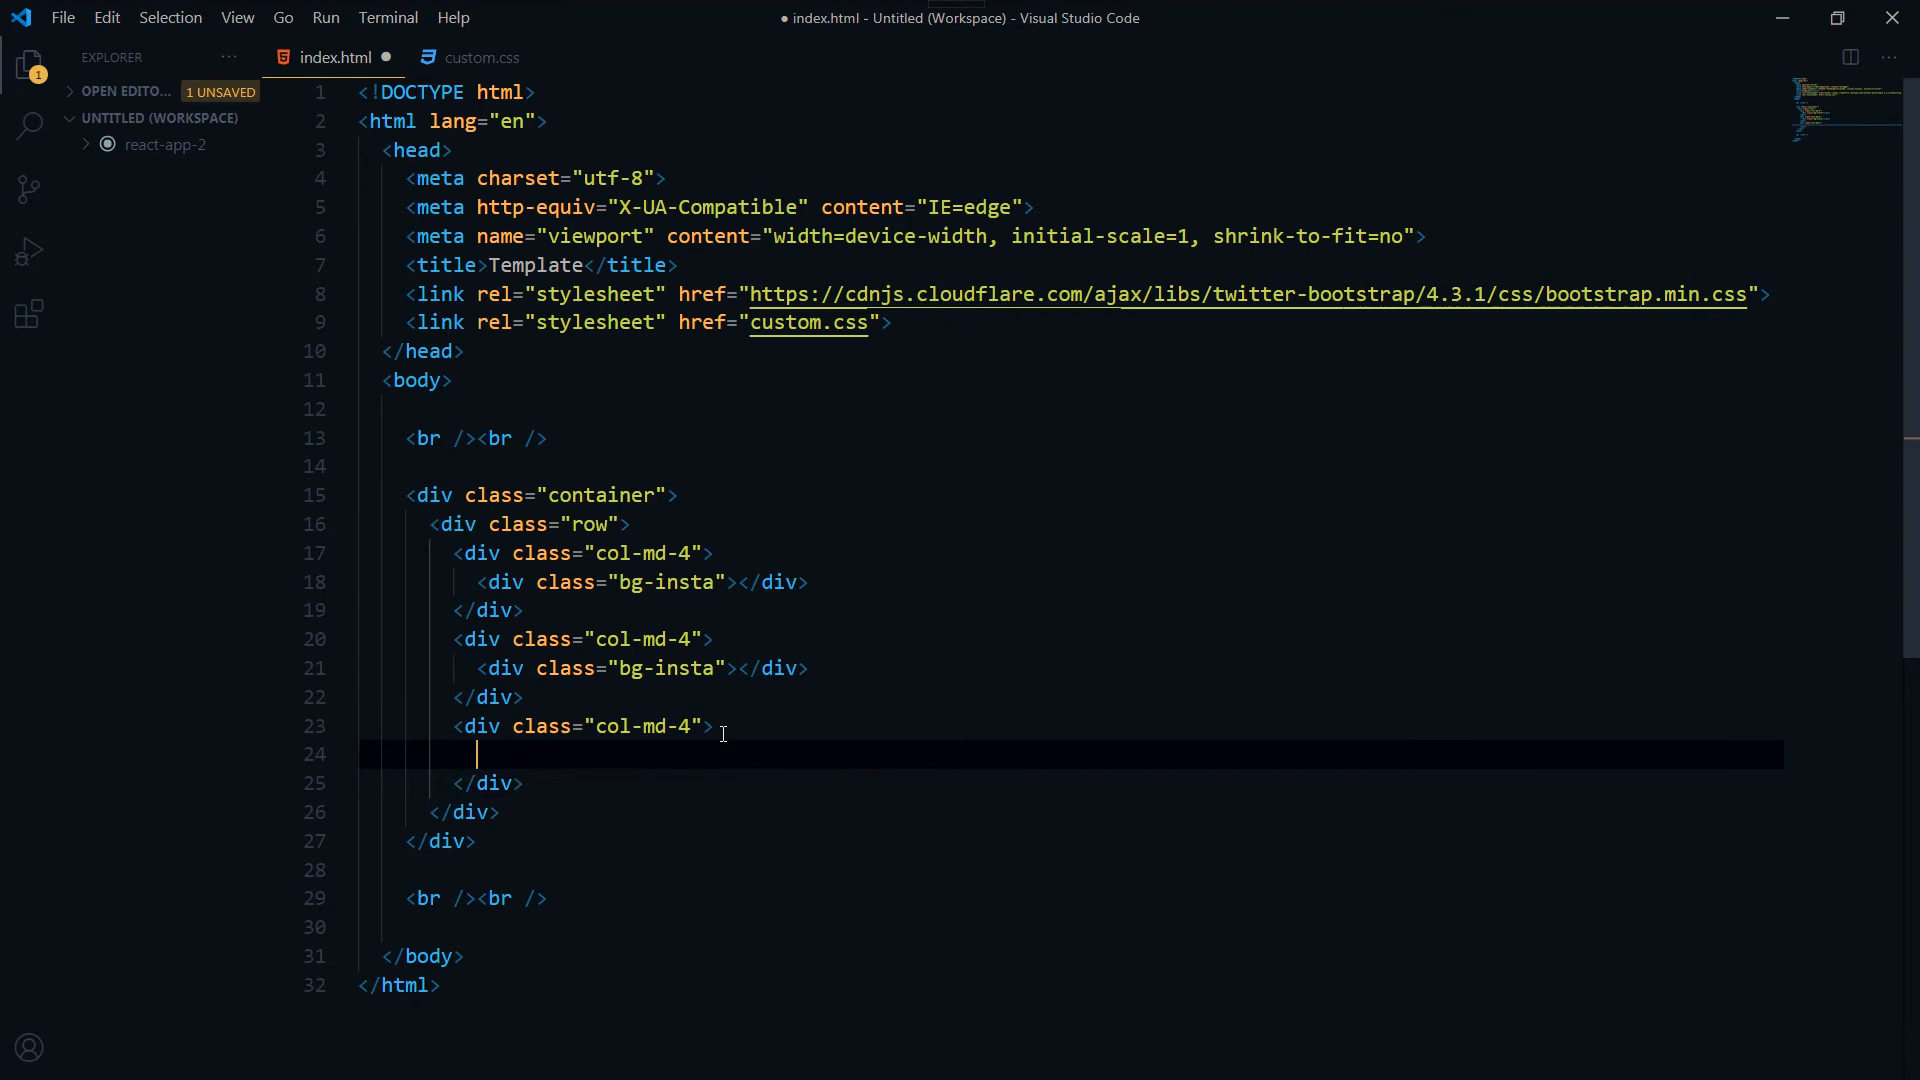 File Edit Selection View Go Run Terminal Help
● index.html - Untitled (Workspace) - Visual Studio Code
EXPLORER ···
index.html ●
custom.css
1
OPEN EDITO... 1 UNSAVED
UNTITLED (WORKSPACE)
react-app-2
1 <!DOCTYPE html>
2 <html lang="en">
3 <head>
4 <meta charset="utf-8">
5 <meta http-equiv="X-UA-Compatible" content="IE=edge">
6 <meta name="viewport" content="width=device-width, initial-scale=1, shrink-to-fit=no">
7 <title>Template</title>
8 <link rel="stylesheet" href="https://cdnjs.cloudflare.com/ajax/libs/twitter-bootstrap/4.3.1/css/bootstrap.min.css">
9 <link rel="stylesheet" href="custom.css">
10 </head>
11 <body>
12
13 <br /><br />
14
15 <div class="container">
16 <div class="row">
17 <div class="col-md-4">
18 <div class="bg-insta"></div>
19 </div>
20 <div class="col-md-4">
21 <div class="bg-insta"></div>
22 </div>
23 <div class="col-md-4">
24
25 </div>
26 </div>
27 </div>
28
29 <br /><br />
30
31 </body>
32 </html>